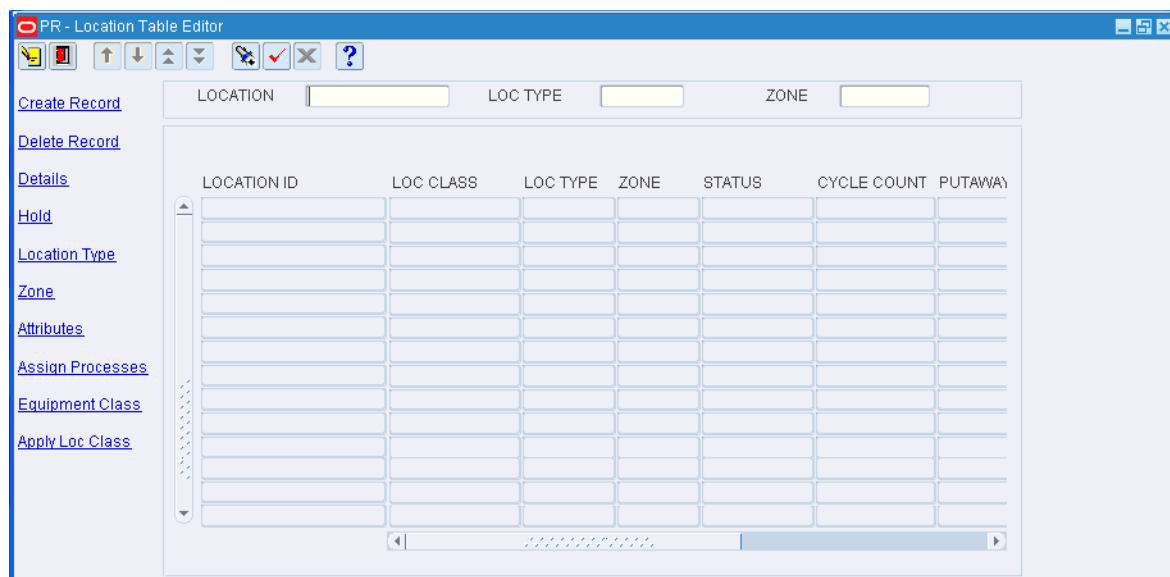 PR - Location Table Editor
?
LOCATION LOC TYPE ZONE
Create Record
Delete Record
Details
Hold
Location Type
Zone
Attributes
Assign Processes
Equipment Class
Apply Loc Class
LOCATION ID LOC CLASS LOC TYPE ZONE STATUS CYCLE COUNT PUTAWAY